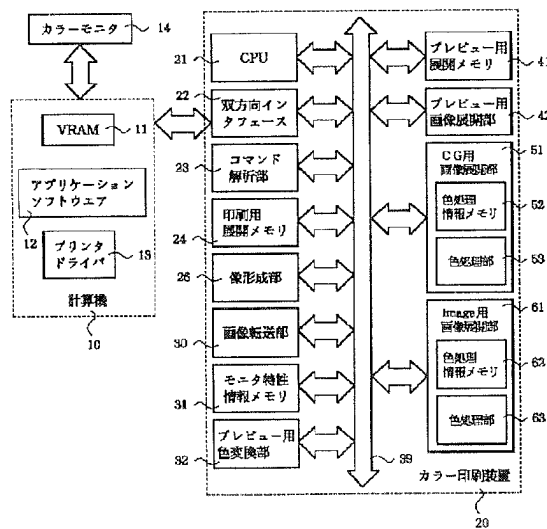 カラーモニタ
14
VRAM
11
アプリケーション
ソフトウエア
12
プリンタ
ドライバ
13
計算機
10
21
CPU
22
双方向イン
タフェース
23
コマンド
解析部
24
印刷用
展開メモリ
26
像形成部
30
画像転送部
31
モニタ特性
情報メモリ
32
プレビュー用
色変換部
プレビュー用
展開メモリ
41
プレビュー用
画像展開部
42
CG用
画像展開部
51
色処理
情報メモリ
52
色処理部
53
Image用
画像展開部
61
色処理
情報メモリ
62
色処理部
63
99
カラー印刷装置
20